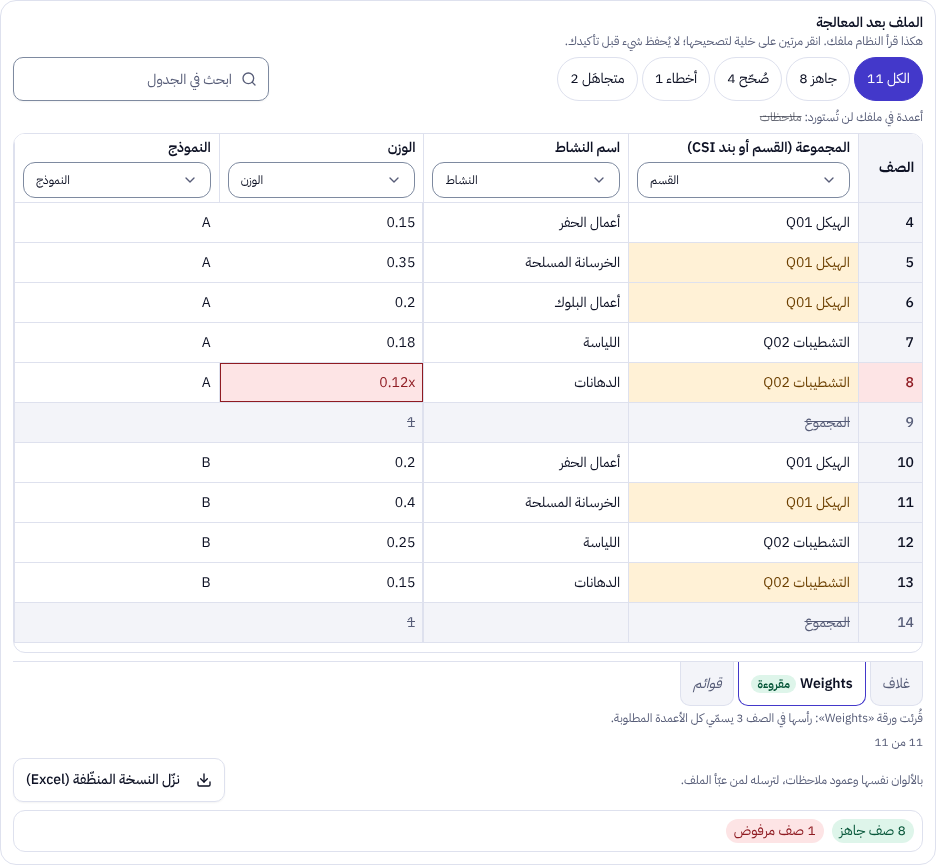 الملف بعد المعالجة
هكذا قرأ النظام ملفك. انقر مرتين على خلية لتصحيحها؛ لا يُحفظ شيء قبل تأكيدك.
الكل 11 جاهز 8 صُحّح 4 أخطاء 1 متجاهَل 2 ابحث في الجدول
أعمدة في ملفك لن تُستورد: ملاحظات
الصف المجموعة (القسم أو بند CSI) اسم النشاط الوزن النموذج
القسم النشاط الوزن النموذج
4 الهيكل Q01 أعمال الحفر 0.15 A
5 الهيكل Q01 الخرسانة المسلحة 0.35 A
6 الهيكل Q01 أعمال البلوك 0.2 A
7 التشطيبات Q02 اللياسة 0.18 A
8 التشطيبات Q02 الدهانات 0.12x A
9 المجموع 1
10 الهيكل Q01 أعمال الحفر 0.2 B
11 الهيكل Q01 الخرسانة المسلحة 0.4 B
12 التشطيبات Q02 اللياسة 0.25 B
13 التشطيبات Q02 الدهانات 0.15 B
14 المجموع 1
غلاف Weights مقروءة قوائم
قُرئت ورقة «Weights»: رأسها في الصف 3 يسمّي كل الأعمدة المطلوبة.
11 من 11
بالألوان نفسها وعمود ملاحظات، لترسله لمن عبّأ الملف. نزّل النسخة المنظّفة (Excel)
8 صف جاهز 1 صف مرفوض